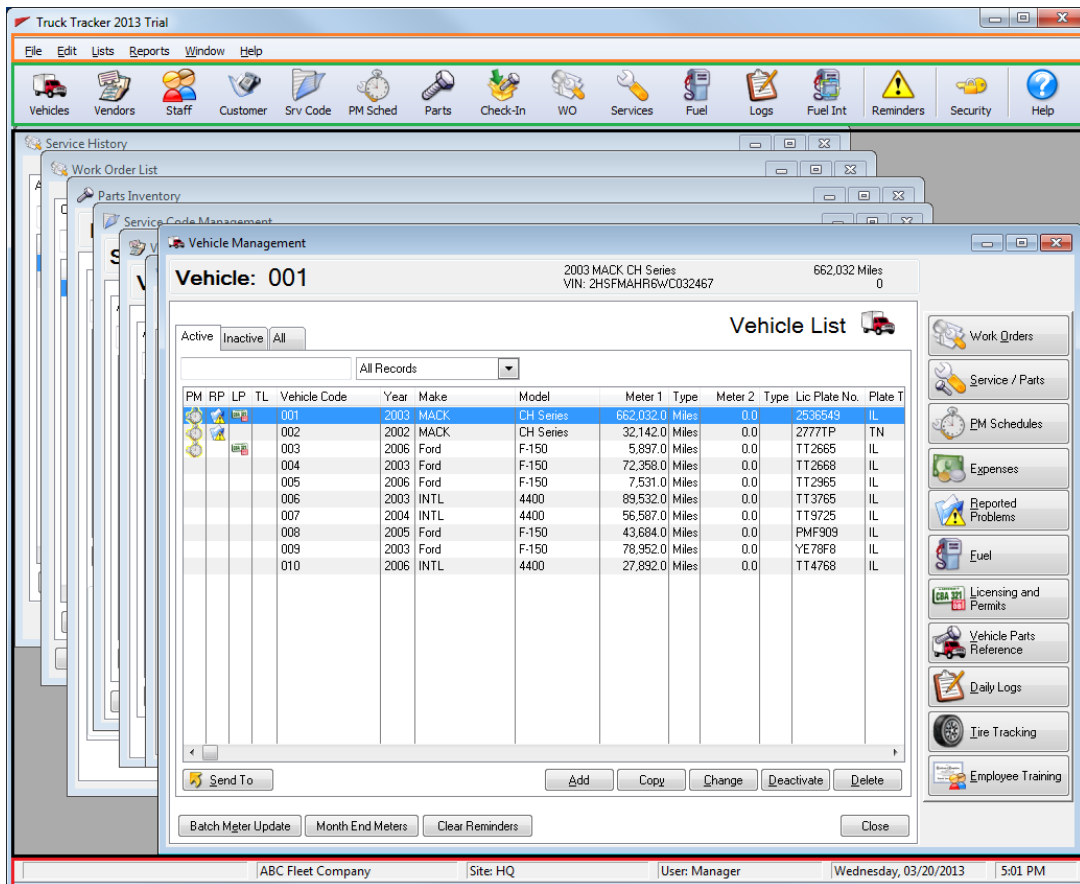 Truck Tracker 2013 Trial
File Edit Lists Reports Window Help
Vehicles Vendors Staff Customer Srv Code PM Sched Parts Check-In WO Services Fuel Logs Fuel Int Reminders Security Help
Service History
Work Order List
Parts Inventory
Service Code Management
Vehicle Management
Vehicle: 001
2003 MACK CH Series 662,032 Miles
VIN: 2HSFMAHR6WC032467 0
Vehicle List
Active Inactive All
All Records
PM RP LP TL Vehicle Code Year Make Model Meter 1 Type Meter 2 Type Lic Plate No. Plate T
001 2003 MACK CH Series 662,032.0 Miles 0.0 2536549 IL
002 2002 MACK CH Series 32,142.0 Miles 0.0 2777TP TN
003 2006 Ford F-150 5,897.0 Miles 0.0 TT2665 IL
004 2003 Ford F-150 72,358.0 Miles 0.0 TT2668 IL
005 2006 Ford F-150 7,531.0 Miles 0.0 TT2965 IL
006 2003 INTL 4400 89,532.0 Miles 0.0 TT3765 IL
007 2004 INTL 4400 56,587.0 Miles 0.0 TT9725 IL
008 2005 Ford F-150 43,684.0 Miles 0.0 PMF909 IL
009 2003 Ford F-150 78,952.0 Miles 0.0 YE78F8 IL
010 2006 INTL 4400 27,892.0 Miles 0.0 TT4768 IL
Work Orders
Service / Parts
PM Schedules
Expenses
Reported
Problems
Fuel
CBA 321 Licensing and
Permits
Vehicle Parts
Reference
Daily Logs
Tire Tracking
Employee Training
Send To Add Copy Change Deactivate Delete
Batch Meter Update Month End Meters Clear Reminders Close
ABC Fleet Company Site: HQ User: Manager Wednesday, 03/20/2013 5:01 PM